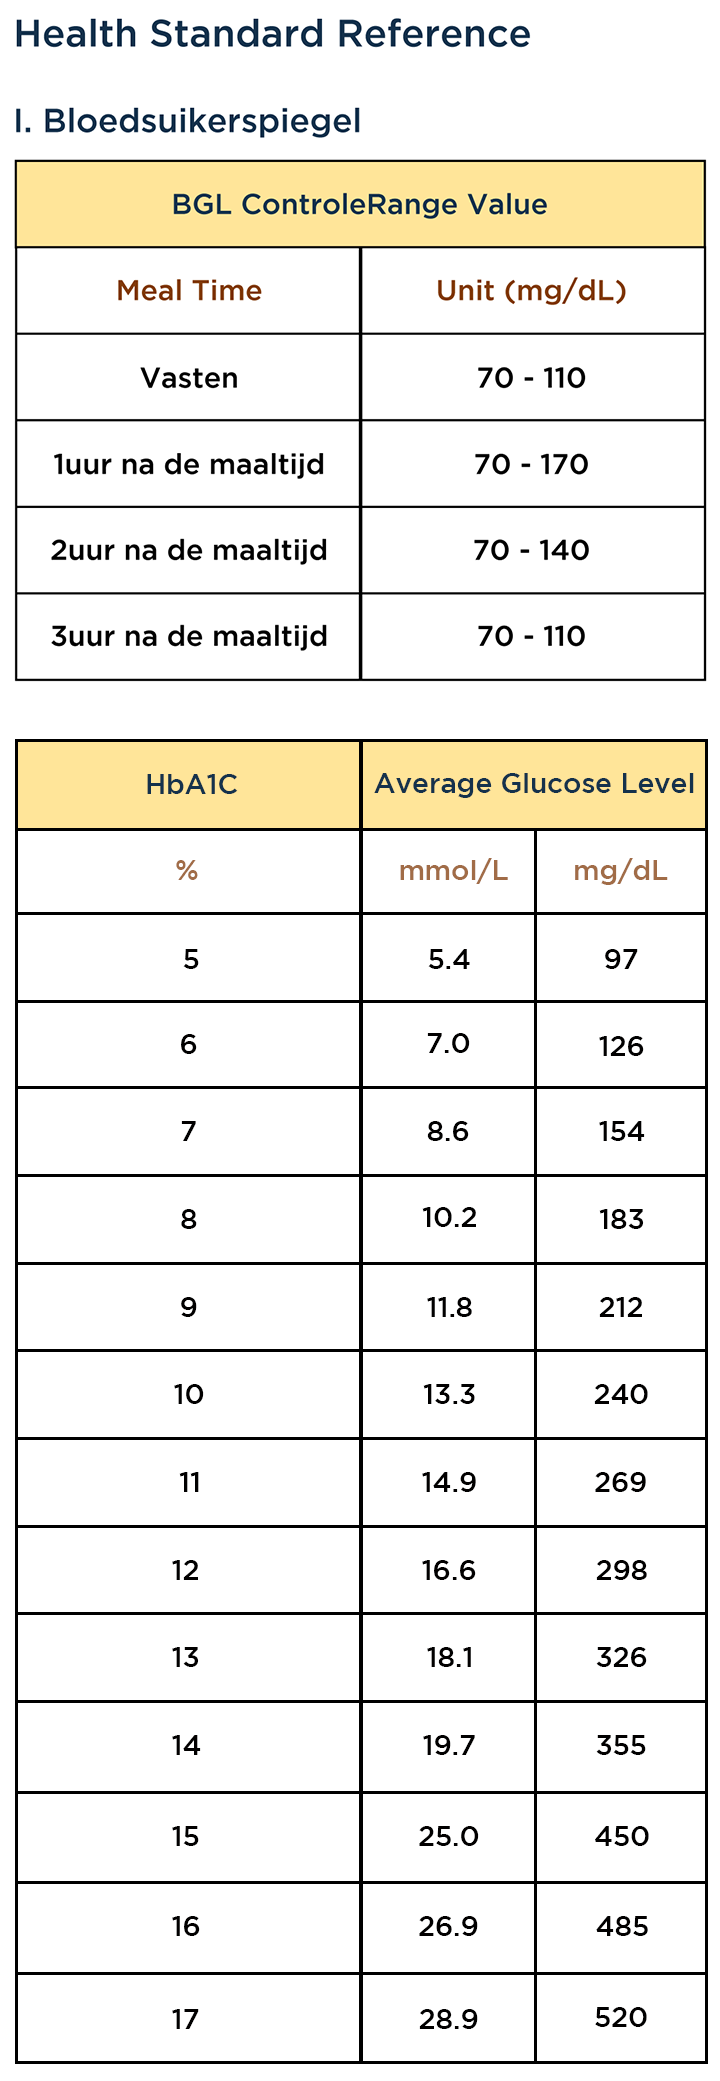 Health Standard Reference
I. Bloedsuikerspiegel
BGL ControleRange Value
Meal Time Unit (mg/dL)
Vasten 70 - 110
1uur na de maaltijd 70 - 170
2uur na de maaltijd 70 - 140
3uur na de maaltijd 70 - 110
HbA1C Average Glucose Level
% mmol/L mg/dL
5 5.4 97
6 7.0 126
7 8.6 154
8 10.2 183
9 11.8 212
10 13.3 240
11 14.9 269
12 16.6 298
13 18.1 326
14 19.7 355
15 25.0 450
16 26.9 485
17 28.9 520